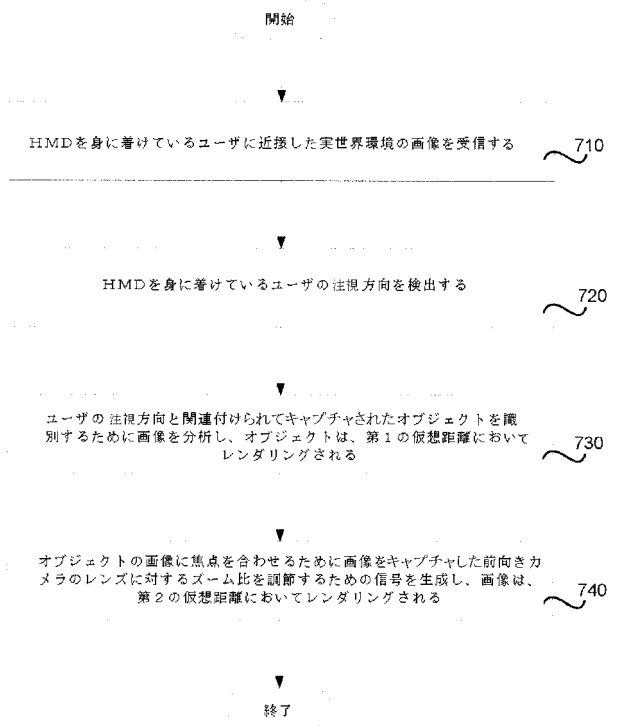 開始
HMDを身に着けているユーザに近接した実世界環境の画像を受信する
710
HMDを身に着けているユーザの注視方向を検出する
720
ユーザの注視方向と関連付けられてキャプチャされたオブジェクトを識
別するために画像を分析し、オブジェクトは、第1の仮想距離において
レンダリングされる
730
オブジェクトの画像に焦点を合わせるために画像をキャプチャした前向きカ
メラのレンズに対するズーム比を調節するための信号を生成し、画像は、
第2の仮想距離においてレンダリングされる
740
終了